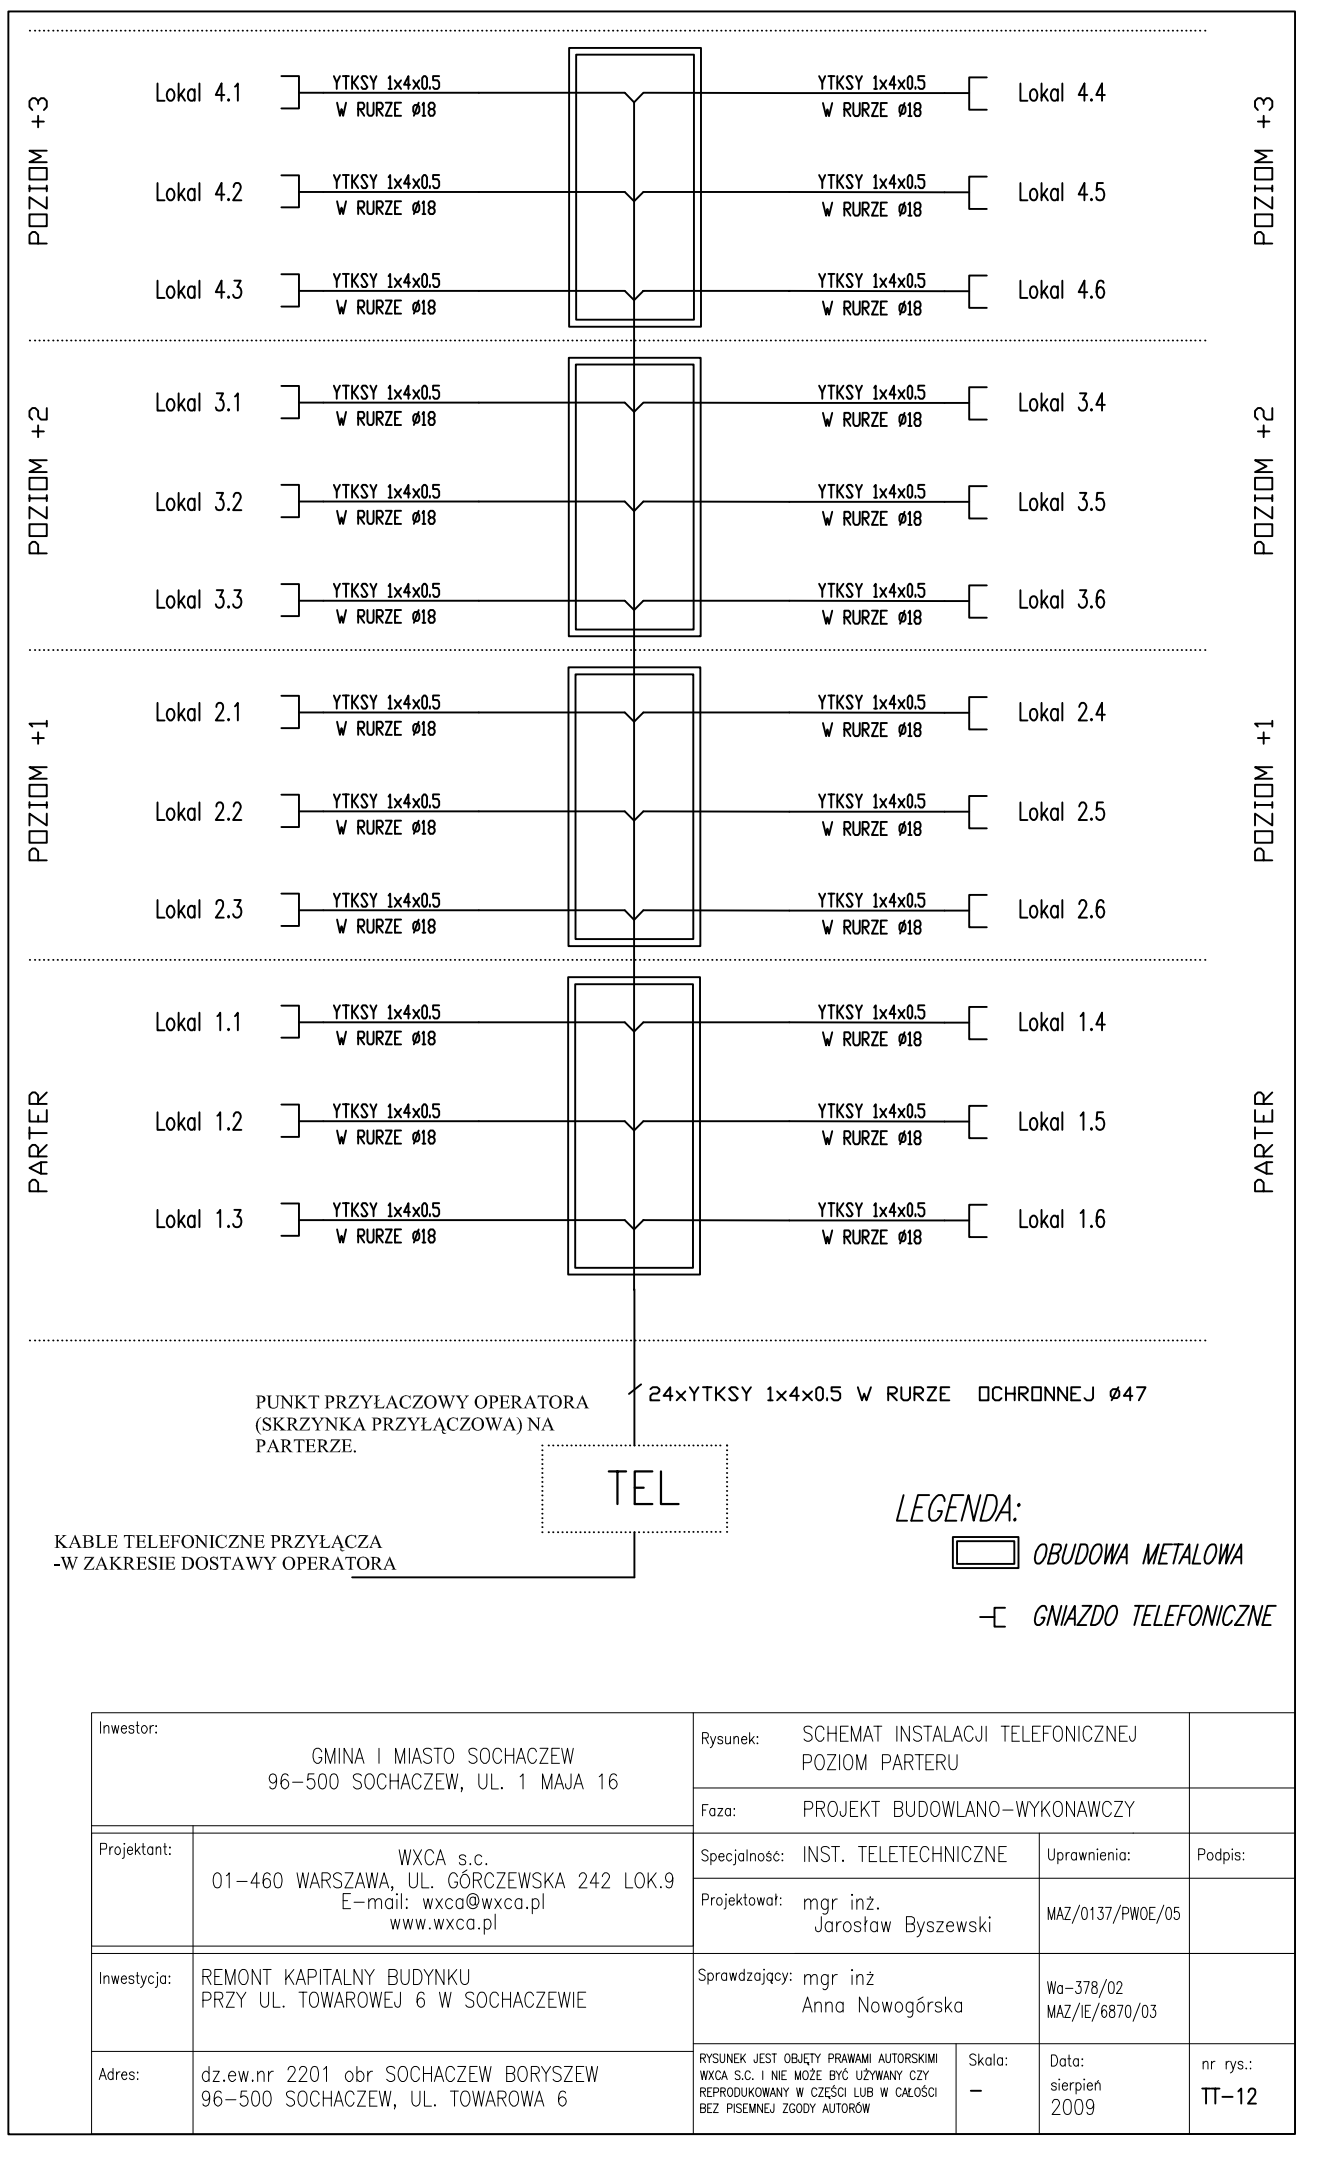 POZIOM +3
Lokal 4.1
YTKSY 1x4x0.5
W RURZE ø18
YTKSY 1x4x0.5
W RURZE ø18
Lokal 4.4
POZIOM +3
Lokal 4.2
YTKSY 1x4x0.5
W RURZE ø18
YTKSY 1x4x0.5
W RURZE ø18
Lokal 4.5
Lokal 4.3
YTKSY 1x4x0.5
W RURZE ø18
YTKSY 1x4x0.5
W RURZE ø18
Lokal 4.6
POZIOM +2
Lokal 3.1
YTKSY 1x4x0.5
W RURZE ø18
YTKSY 1x4x0.5
W RURZE ø18
Lokal 3.4
POZIOM +2
Lokal 3.2
YTKSY 1x4x0.5
W RURZE ø18
YTKSY 1x4x0.5
W RURZE ø18
Lokal 3.5
Lokal 3.3
YTKSY 1x4x0.5
W RURZE ø18
YTKSY 1x4x0.5
W RURZE ø18
Lokal 3.6
POZIOM +1
Lokal 2.1
YTKSY 1x4x0.5
W RURZE ø18
YTKSY 1x4x0.5
W RURZE ø18
Lokal 2.4
POZIOM +1
Lokal 2.2
YTKSY 1x4x0.5
W RURZE ø18
YTKSY 1x4x0.5
W RURZE ø18
Lokal 2.5
Lokal 2.3
YTKSY 1x4x0.5
W RURZE ø18
YTKSY 1x4x0.5
W RURZE ø18
Lokal 2.6
PARTER
Lokal 1.1
YTKSY 1x4x0.5
W RURZE ø18
YTKSY 1x4x0.5
W RURZE ø18
Lokal 1.4
PARTER
Lokal 1.2
YTKSY 1x4x0.5
W RURZE ø18
YTKSY 1x4x0.5
W RURZE ø18
Lokal 1.5
Lokal 1.3
YTKSY 1x4x0.5
W RURZE ø18
YTKSY 1x4x0.5
W RURZE ø18
Lokal 1.6
24xYTKSY 1x4x0.5 W RURZE OCHRONNEJ ø47
PUNKT PRZYŁACZOWY OPERATORA
(SKRZYNKA PRZYŁĄCZOWA) NA
PARTERZE.
TEL
KABLE TELEFONICZNE PRZYŁĄCZA
-W ZAKRESIE DOSTAWY OPERATORA
LEGENDA:
OBUDOWA METALOWA
GNIAZDO TELEFONICZNE
Inwestor:
GMINA I MIASTO SOCHACZEW
96-500 SOCHACZEW, UL. 1 MAJA 16
Rysunek:
SCHEMAT INSTALACJI TELEFONICZNEJ
POZIOM PARTERU
Faza:
PROJEKT BUDOWLANO-WYKONAWCZY
Projektant:
WXCA s.c.
01-460 WARSZAWA, UL. GÓRCZEWSKA 242 LOK.9
E-mail: wxca@wxca.pl
www.wxca.pl
Specjalność:
INST. TELETECHNICZNE
Uprawnienia:
Podpis:
Projektował:
mgr inż.
Jarosław Byszewski
MAZ/0137/PWOE/05
Inwestycja:
REMONT KAPITALNY BUDYNKU
PRZY UL. TOWAROWEJ 6 W SOCHACZEWIE
Sprawdzający:
mgr inż
Anna Nowogórska
Wa-378/02
MAZ/IE/6870/03
Adres:
dz.ew.nr 2201 obr SOCHACZEW BORYSZEW
96-500 SOCHACZEW, UL. TOWAROWA 6
RYSUNEK JEST OBJĘTY PRAWAMI AUTORSKIMI
WXCA S.C. I NIE MOŻE BYĆ UŻYWANY CZY
REPRODUKOWANY W CZĘŚCI LUB W CAŁOŚCI
BEZ PISEMNEJ ZGODY AUTORÓW
Skala:
-
Data:
sierpień
2009
nr rys.:
TT-12